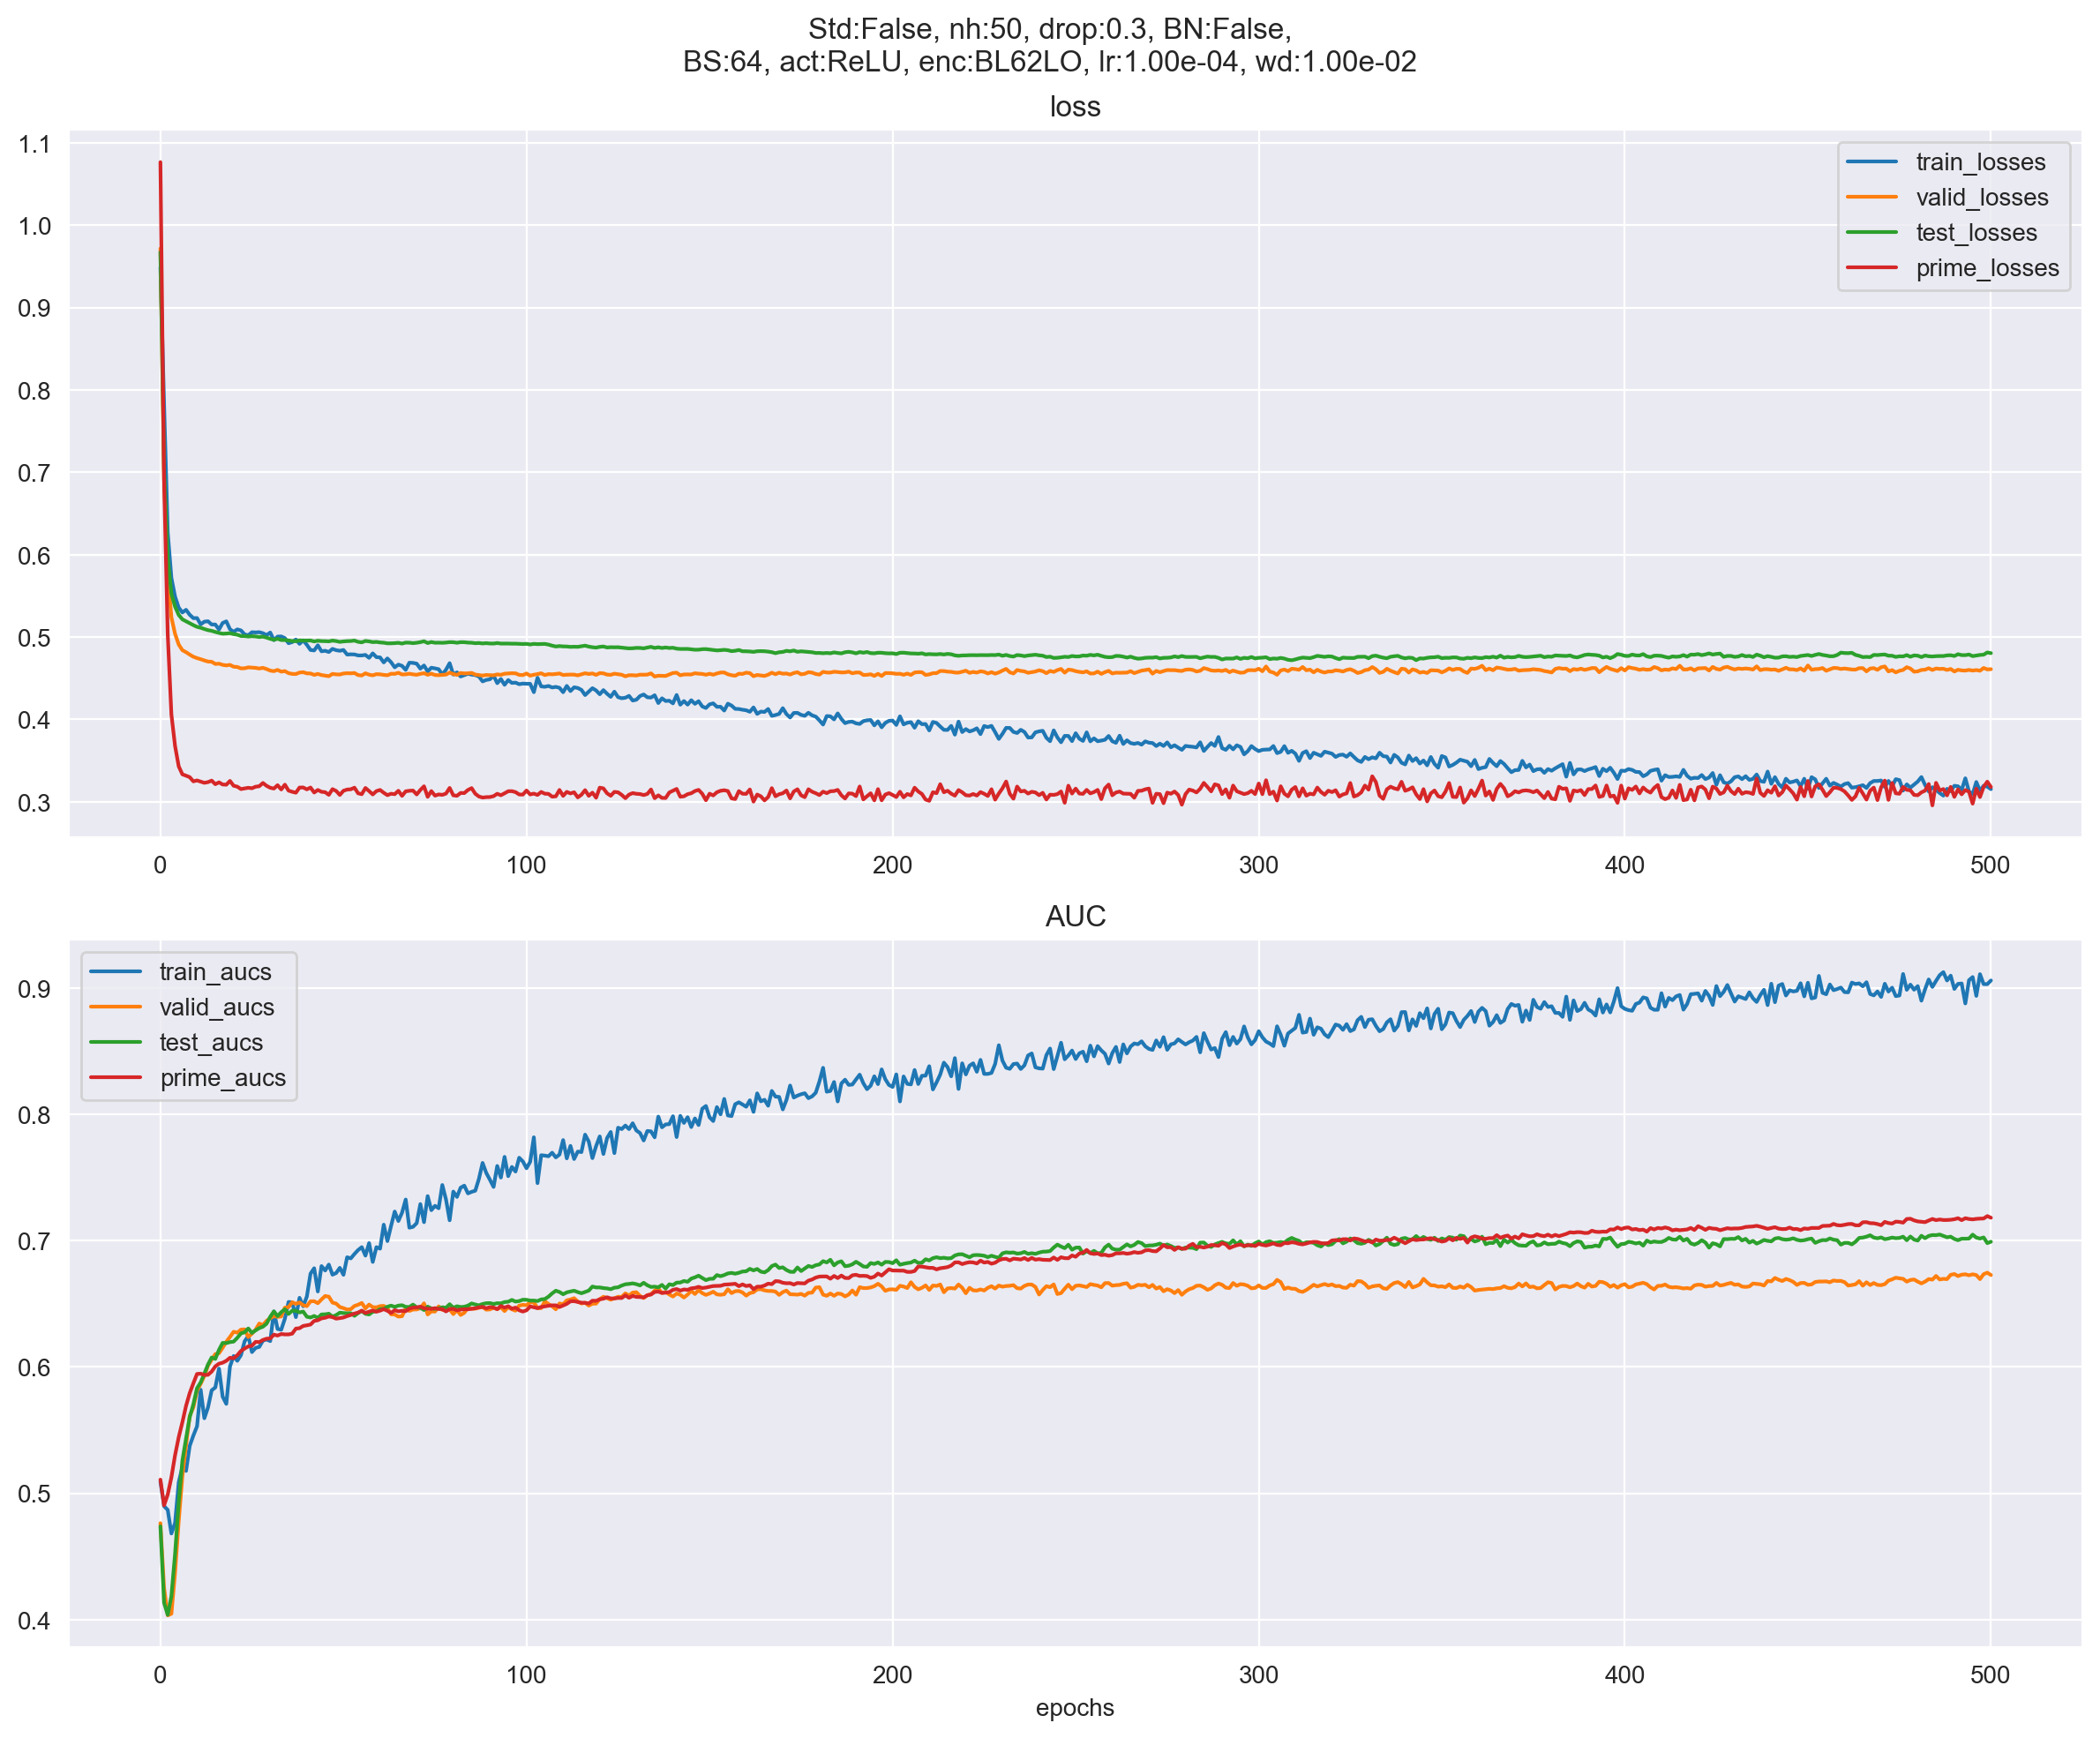 Std:False, nh:50, drop:0.3, BN:False,
BS:64, act:ReLU, enc:BL62LO, lr:1.00e-04, wd:1.00e-02
loss
1.1
1.0
0.9
0.8
0.7
0.6
0.5
0.4
0.3
train_losses
valid_losses
test_losses
prime_losses
0 100 200 300 400 500
AUC
0.9
0.8
0.7
0.6
0.5
0.4
train_aucs
valid_aucs
test_aucs
prime_aucs
0 100 200 300 400 500
epochs